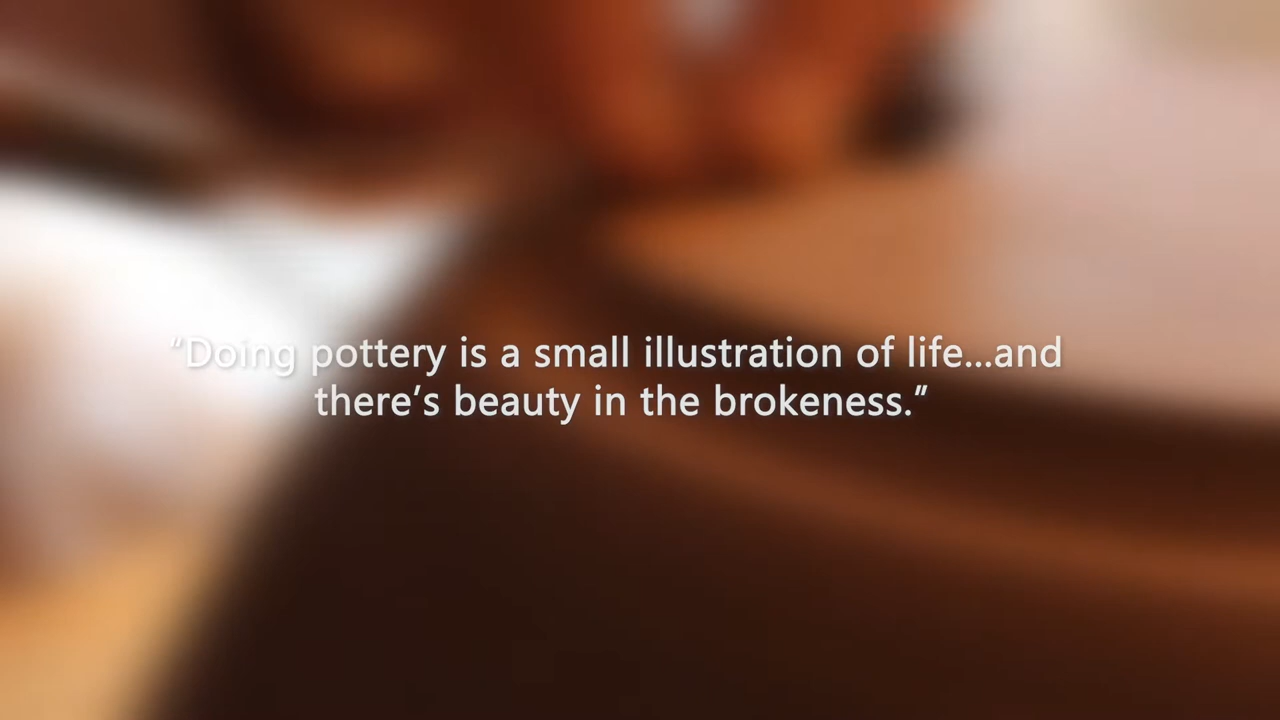 “Doing pottery is a small illustration of life...and
there’s beauty in the brokeness.”